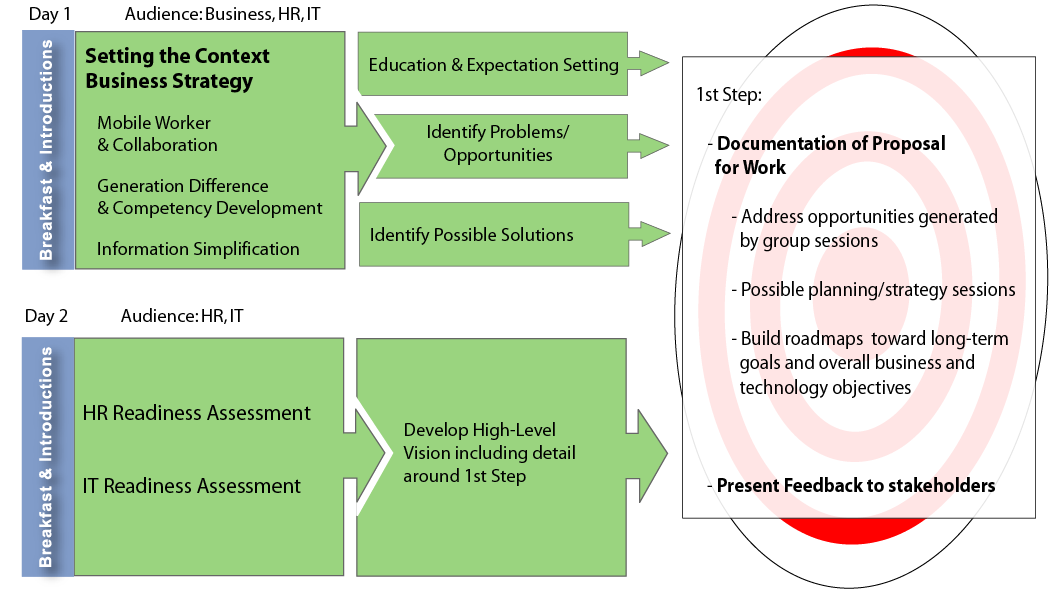 Day 1
Audience: Business, HR, IT
Breakfast & Introductions
Setting the Context
Business Strategy
Mobile Worker
& Collaboration
Generation Difference
& Competency Development
Information Simplification
Education & Expectation Setting
Identify Problems/
Opportunities
Identify Possible Solutions
Day 2
Audience: HR, IT
Breakfast & Introductions
HR Readiness Assessment
IT Readiness Assessment
Develop High-Level
Vision including detail
around 1st Step
1st Step:
- Documentation of Proposal
for Work
- Address opportunities generated
by group sessions
- Possible planning/strategy sessions
- Build roadmaps toward long-term
goals and overall business and
technology objectives
- Present Feedback to stakeholders